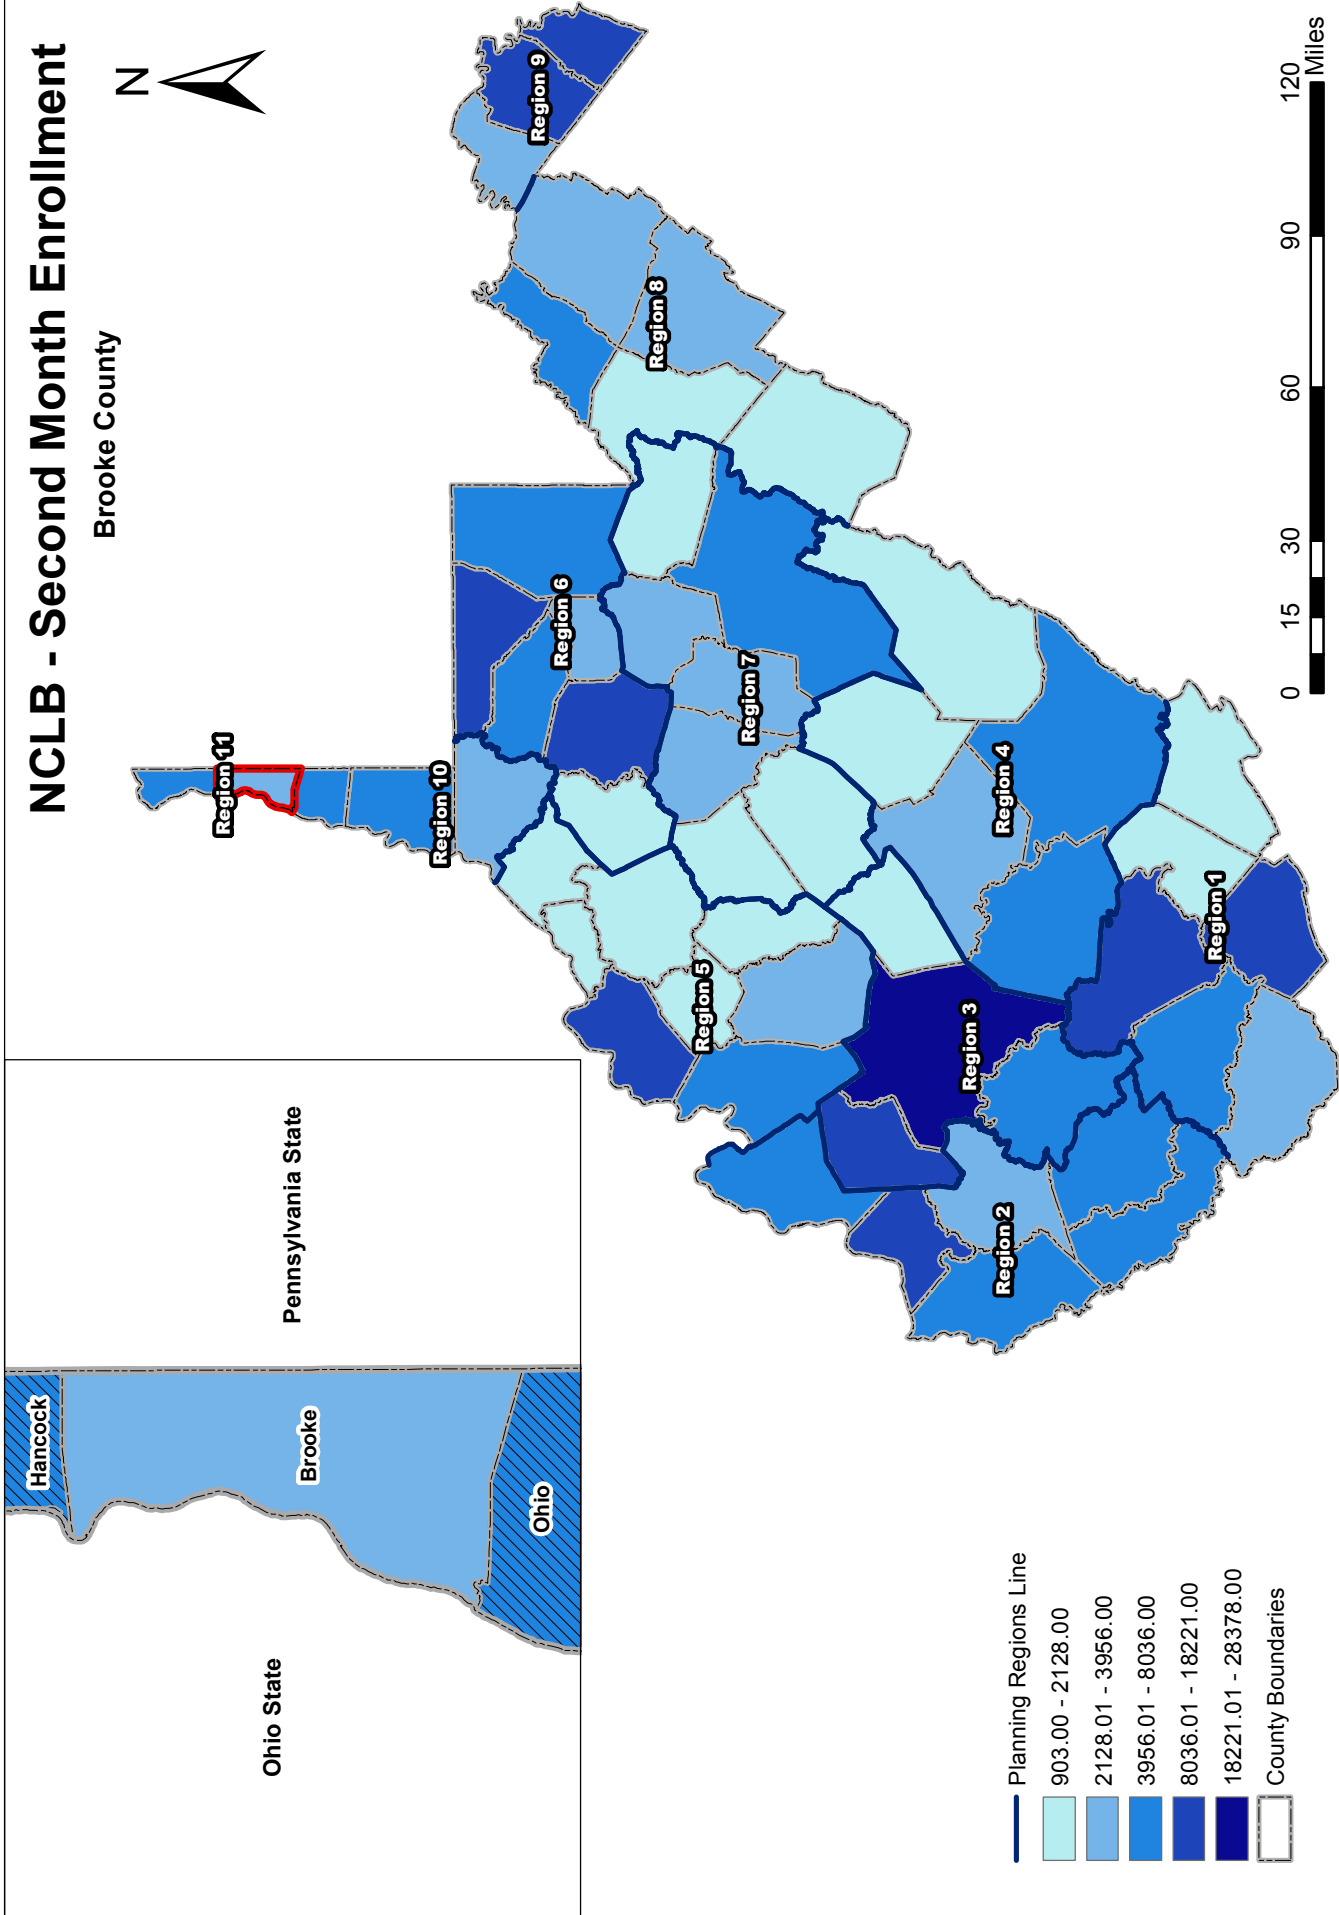 NCLB - Second Month Enrollment
Brooke County
N
Hancock
Brooke
Ohio
Ohio State
Pennsylvania State
Region 11
Region 10
Region 9
Region 6
Region 8
Region 7
Region 5
Region 3
Region 4
Region 2
Region 1
Planning Regions Line
903.00 - 2128.00
2128.01 - 3956.00
3956.01 - 8036.00
8036.01 - 18221.00
18221.01 - 28378.00
County Boundaries
0 15 30 60 90 120
Miles